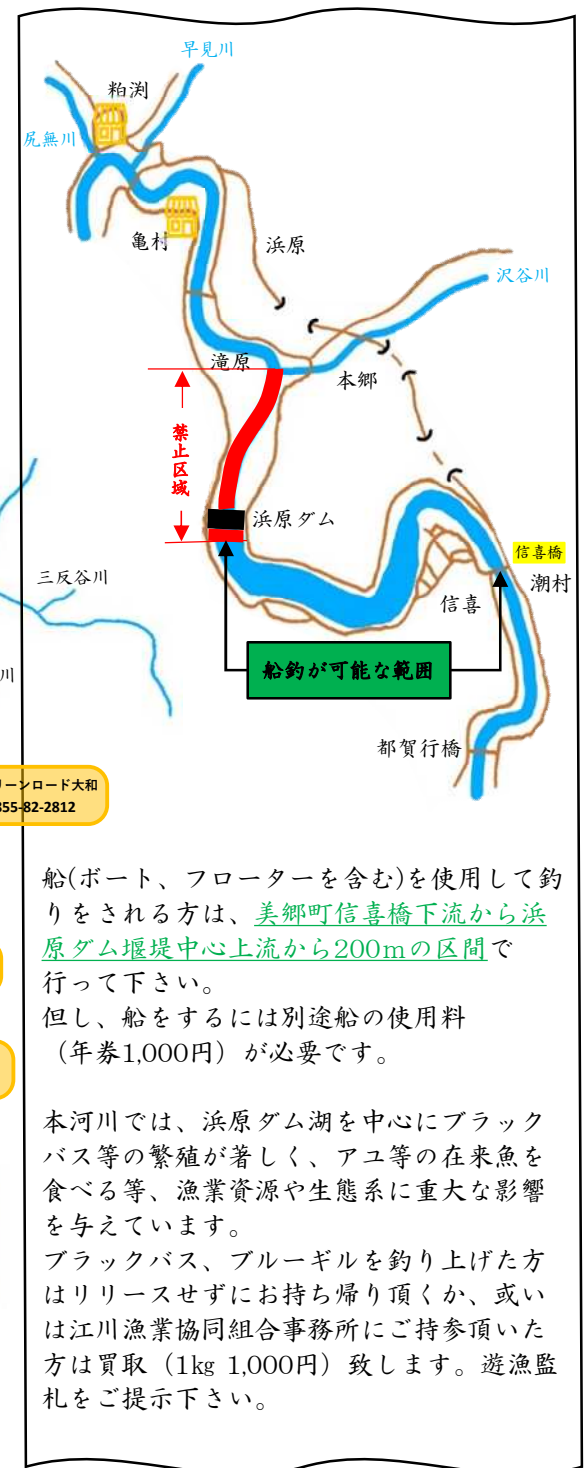 早見川
粕渕
尻無川
亀村
浜原
沢谷川
滝原
本郷
禁止区域
浜原ダム
信喜橋
潮村
信喜
三反谷川
船釣が可能な範囲
川
都賀行橋
リーンロード大和
855-82-2812
船(ボート、フローターを含む)を使用して釣
りをされる方は、美郷町信喜橋下流から浜
原ダム堰堤中心上流から200mの区間で
行って下さい。
但し、船をするには別途船の使用料
（年券1,000円）が必要です。
本河川では、浜原ダム湖を中心にブラック
バス等の繁殖が著しく、アユ等の在来魚を
食べる等、漁業資源や生態系に重大な影響
を与えています。
ブラックバス、ブルーギルを釣り上げた方
はリリースせずにお持ち帰り頂くか、或い
は江川漁業協同組合事務所にご持参頂いた
方は買取（1kg 1,000円）致します。遊漁監
札をご提示下さい。